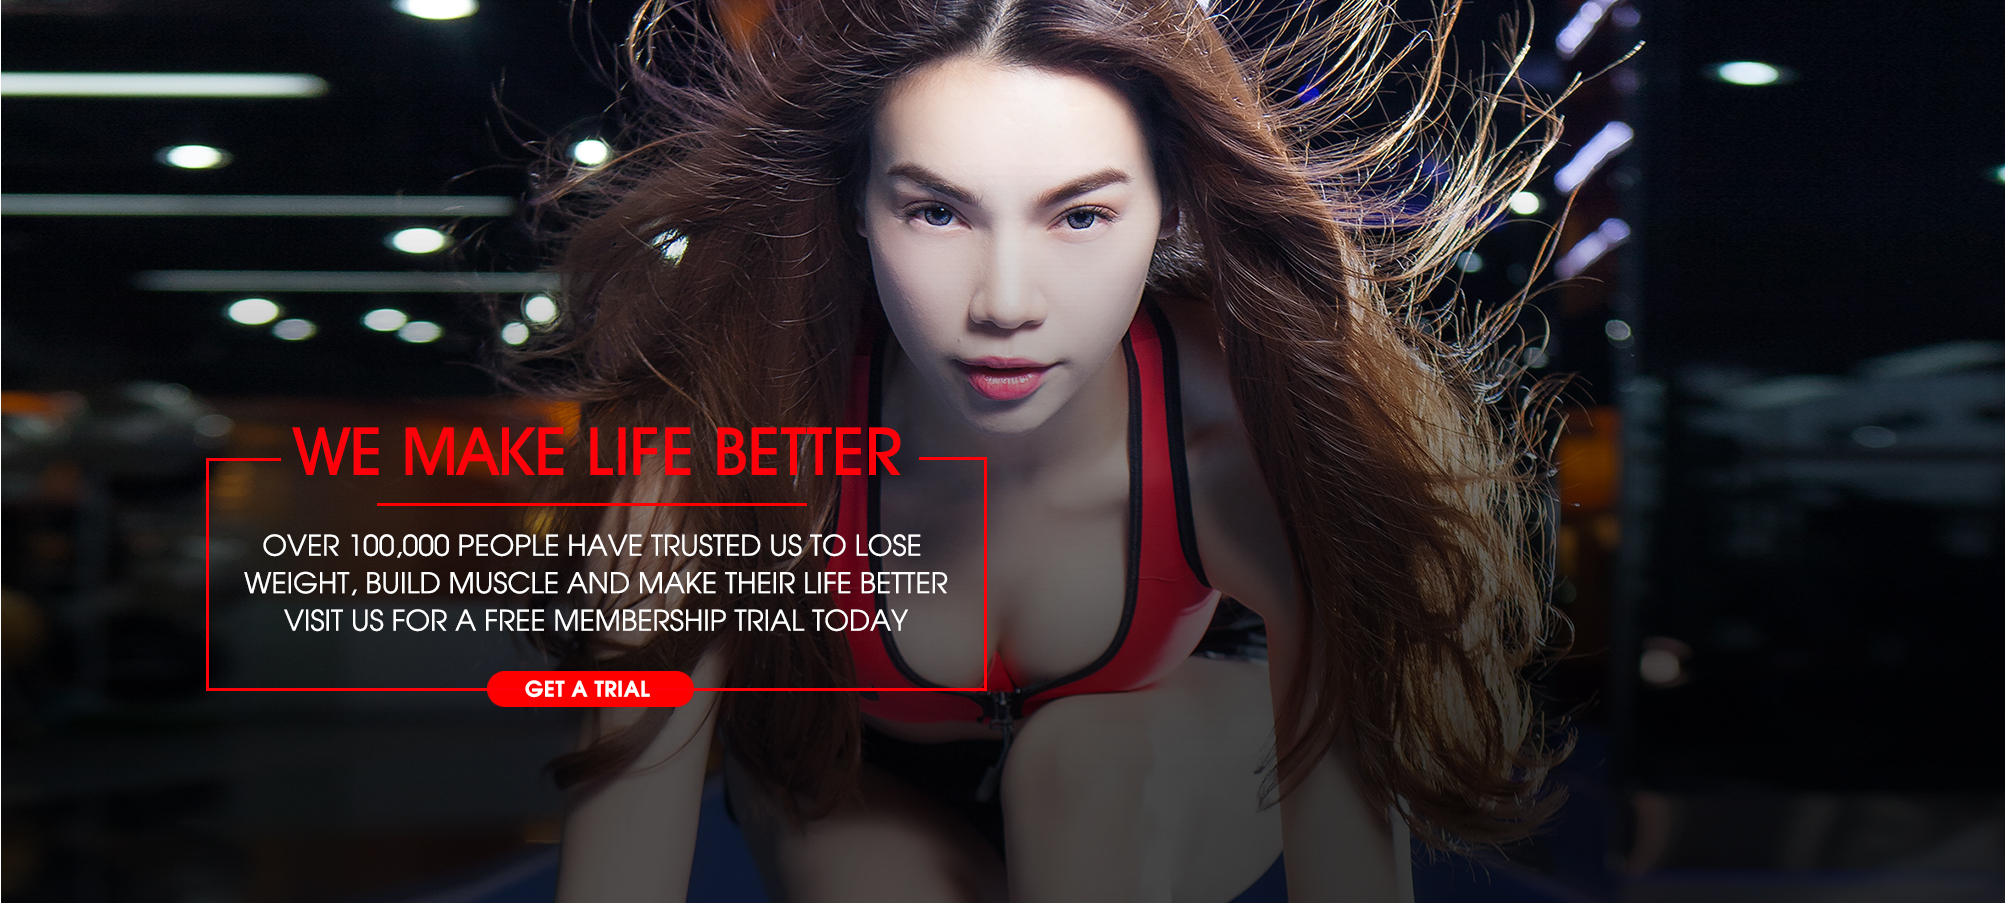 WE MAKE LIFE BETTER
OVER 100,000 PEOPLE HAVE TRUSTED US TO LOSE
WEIGHT, BUILD MUSCLE AND MAKE THEIR LIFE BETTER
VISIT US FOR A FREE MEMBERSHIP TRIAL TODAY
GET A TRIAL